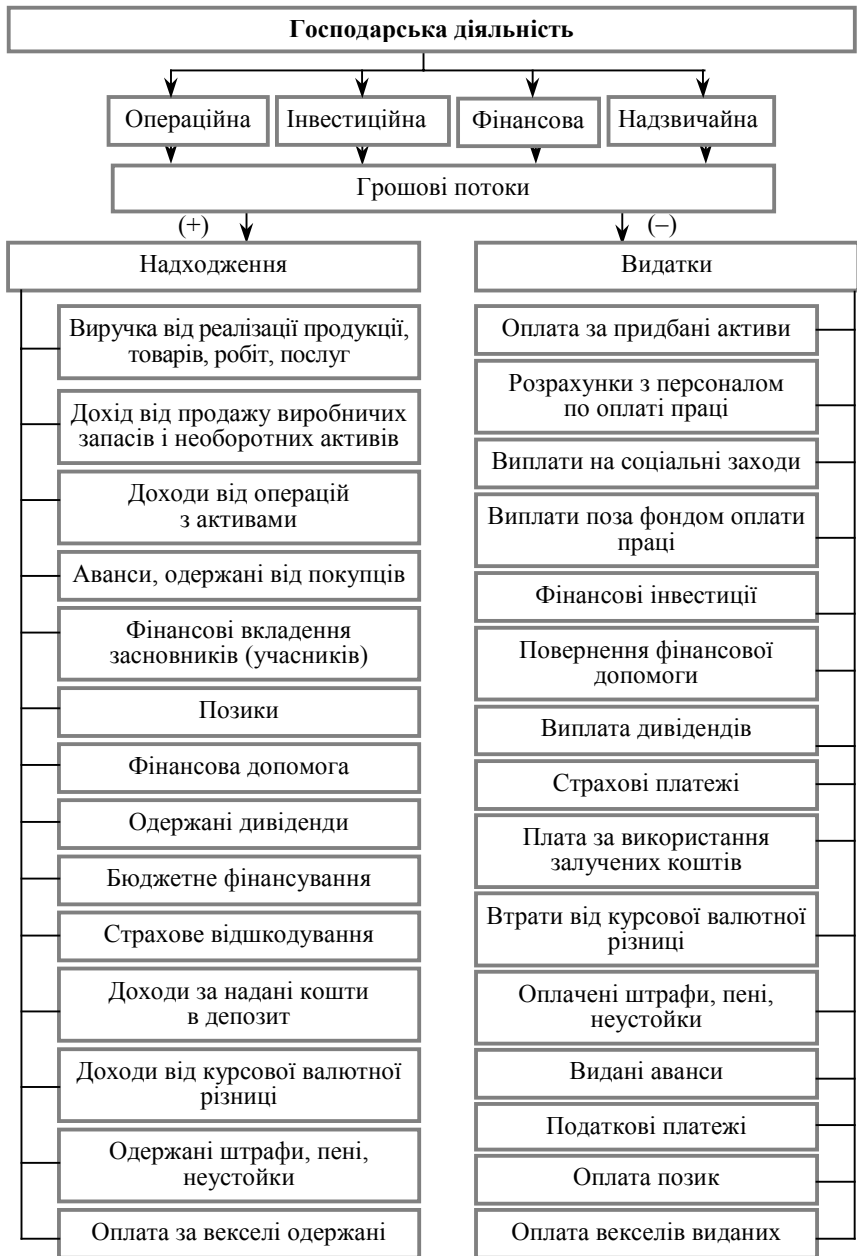 Господарська діяльність
Операційна
Інвестиційна
Фінансова
Надзвичайна
Грошові потоки
(+)
(–)
Надходження
Видатки
Виручка від реалізації продукції,
товарів, робіт, послуг
Дохід від продажу виробничих
запасів і необоротних активів
Доходи від операцій
з активами
Аванси, одержані від покупців
Фінансові вкладення
засновників (учасників)
Позики
Фінансова допомога
Одержані дивіденди
Бюджетне фінансування
Страхове відшкодування
Доходи за надані кошти
в депозит
Доходи від курсової валютної
різниці
Одержані штрафи, пені,
неустойки
Оплата за векселі одержані
Оплата за придбані активи
Розрахунки з персоналом
по оплаті праці
Виплати на соціальні заходи
Виплати поза фондом оплати
праці
Фінансові інвестиції
Повернення фінансової
допомоги
Виплата дивідендів
Страхові платежі
Плата за використання
залучених коштів
Втрати від курсової валютної
різниці
Оплачені штрафи, пені,
неустойки
Видані аванси
Податкові платежі
Оплата позик
Оплата векселів виданих